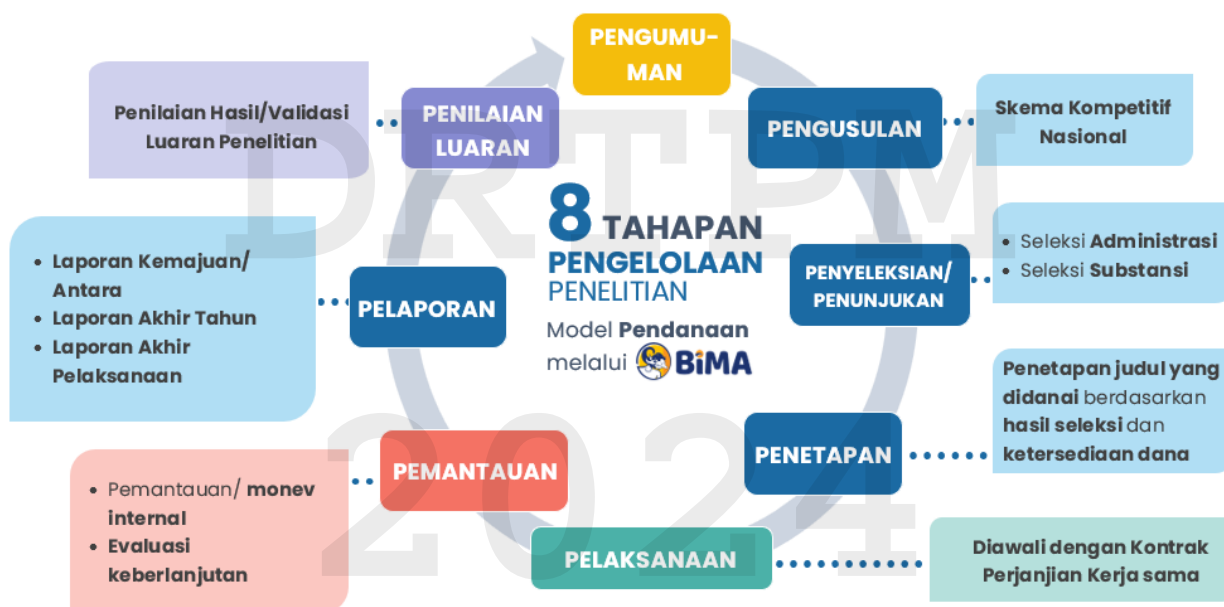 PENGUMU-
MAN
PENGUSULAN
Skema Kompetitif
Nasional
PENYELEKSIAN/
PENUNJUKAN
• Seleksi Administrasi
• Seleksi Substansi
PENETAPAN
Penetapan judul yang
didanai berdasarkan
hasil seleksi dan
ketersediaan dana
PELAKSANAAN
Diawali dengan Kontrak
Perjanjian Kerja sama
PEMANTAUAN
• Pemantauan/ monev
internal
• Evaluasi
keberlanjutan
PELAPORAN
• Laporan Kemajuan/
Antara
• Laporan Akhir Tahun
• Laporan Akhir
Pelaksanaan
PENILAIAN
LUARAN
Penilaian Hasil/Validasi
Luaran Penelitian
8 TAHAPAN
PENGELOLAAN
PENELITIAN
Model Pendanaan
melalui BiMA
DRTPM
2024